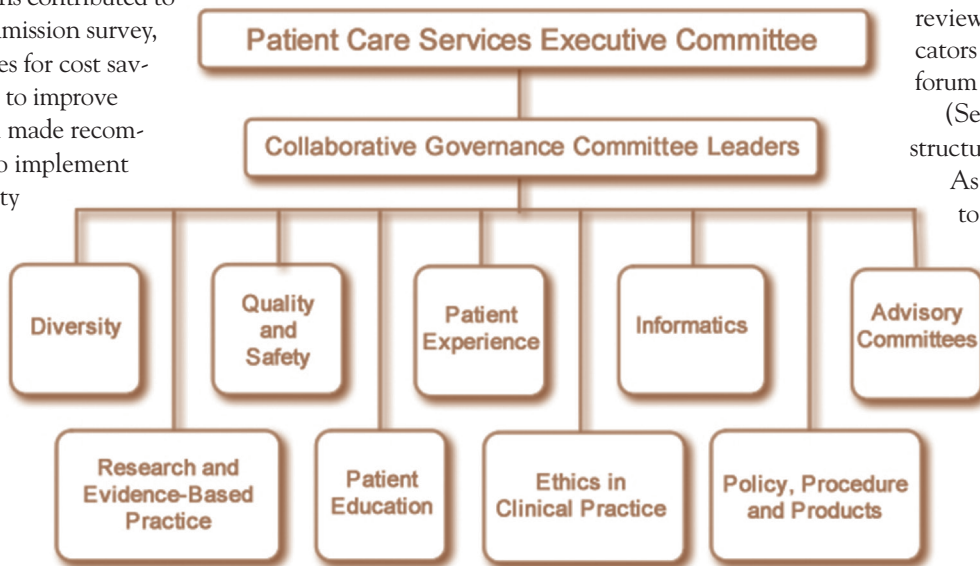 ns contributed to
mission survey,
es for cost sav-
to improve
made recom-
o implement
ty
Patient Care Services Executive Committee
Collaborative Governance Committee Leaders
review
cators
forum
(Se
structu
As
to
Diversity
Quality
and
Safety
Patient
Experience
Informatics
Advisory
Committees
Research and
Evidence-Based
Practice
Patient
Education
Ethics in
Clinical Practice
Policy, Procedure
and Products